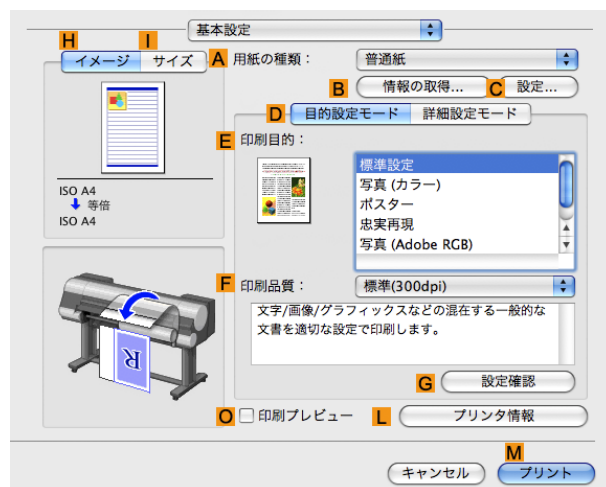 基本設定
H
I
イメージ
サイズ
A
用紙の種類：
普通紙
B
情報の取得...
C
設定...
D
目的設定モード
詳細設定モード
E
印刷目的：
標準設定
写真 (カラー)
ポスター
忠実再現
写真 (Adobe RGB)
ISO A4
等倍
ISO A4
F
印刷品質：
標準(300dpi)
文字/画像/グラフィックスなどの混在する一般的な
文書を適切な設定で印刷します。
R
G
設定確認
O
印刷プレビュー
L
プリンタ情報
M
キャンセル
プリント